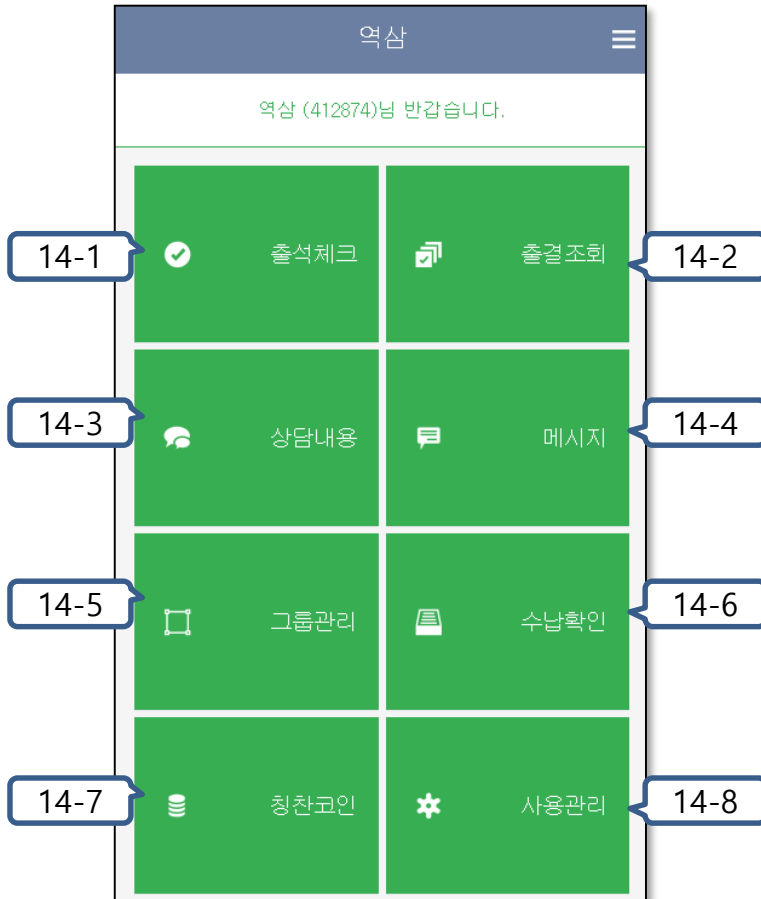 역삼
역삼 (412874)님 반갑습니다.
14-1 출석체크 출결조회 14-2
14-3 상담내용 메시지 14-4
14-5 그룹관리 수납확인 14-6
14-7 칭찬코인 사용관리 14-8